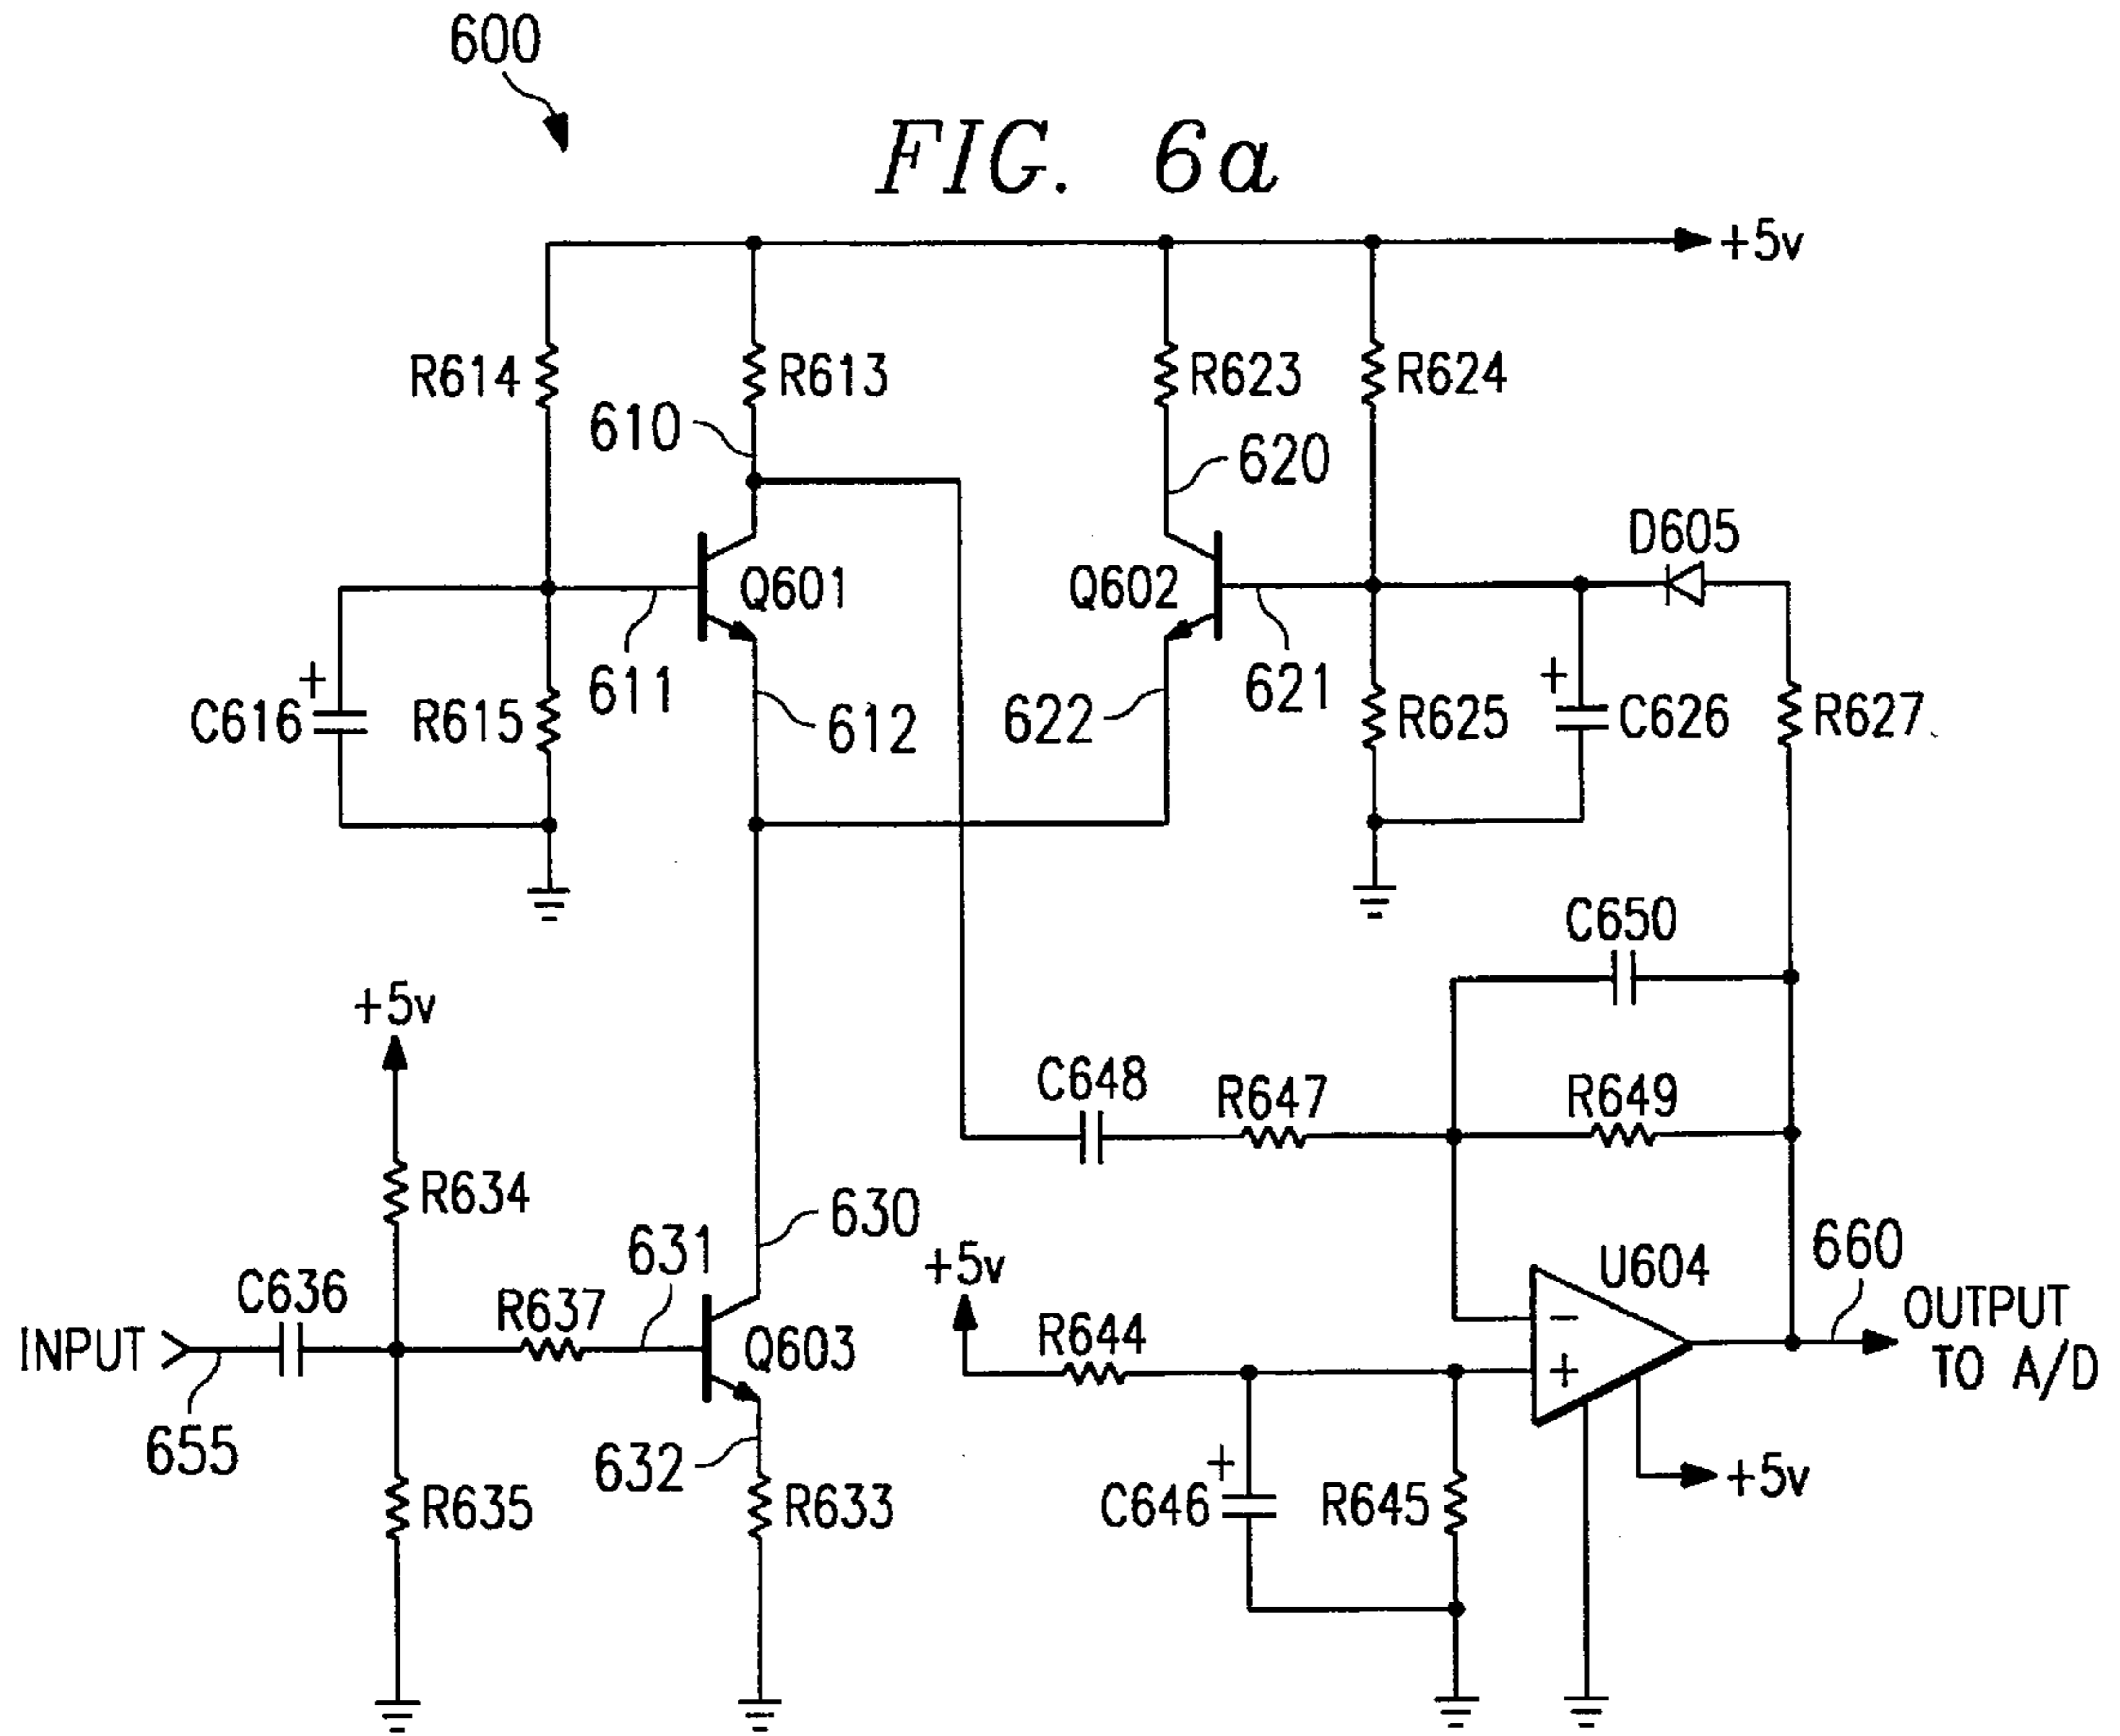 600
FIG. 6a
+5v
R614
R613
R623
R624
610
620
D605
Q601
Q602
611
621
C616
+
R615
612
622
R625
+
C626
R627
C650
+5v
C648
R647
R649
R634
630
631
+5v
U604
660
C636
R637
R644
INPUT
Q603
−
+
OUTPUT
TO A/D
655
632
+
+5v
R635
R633
C646
R645